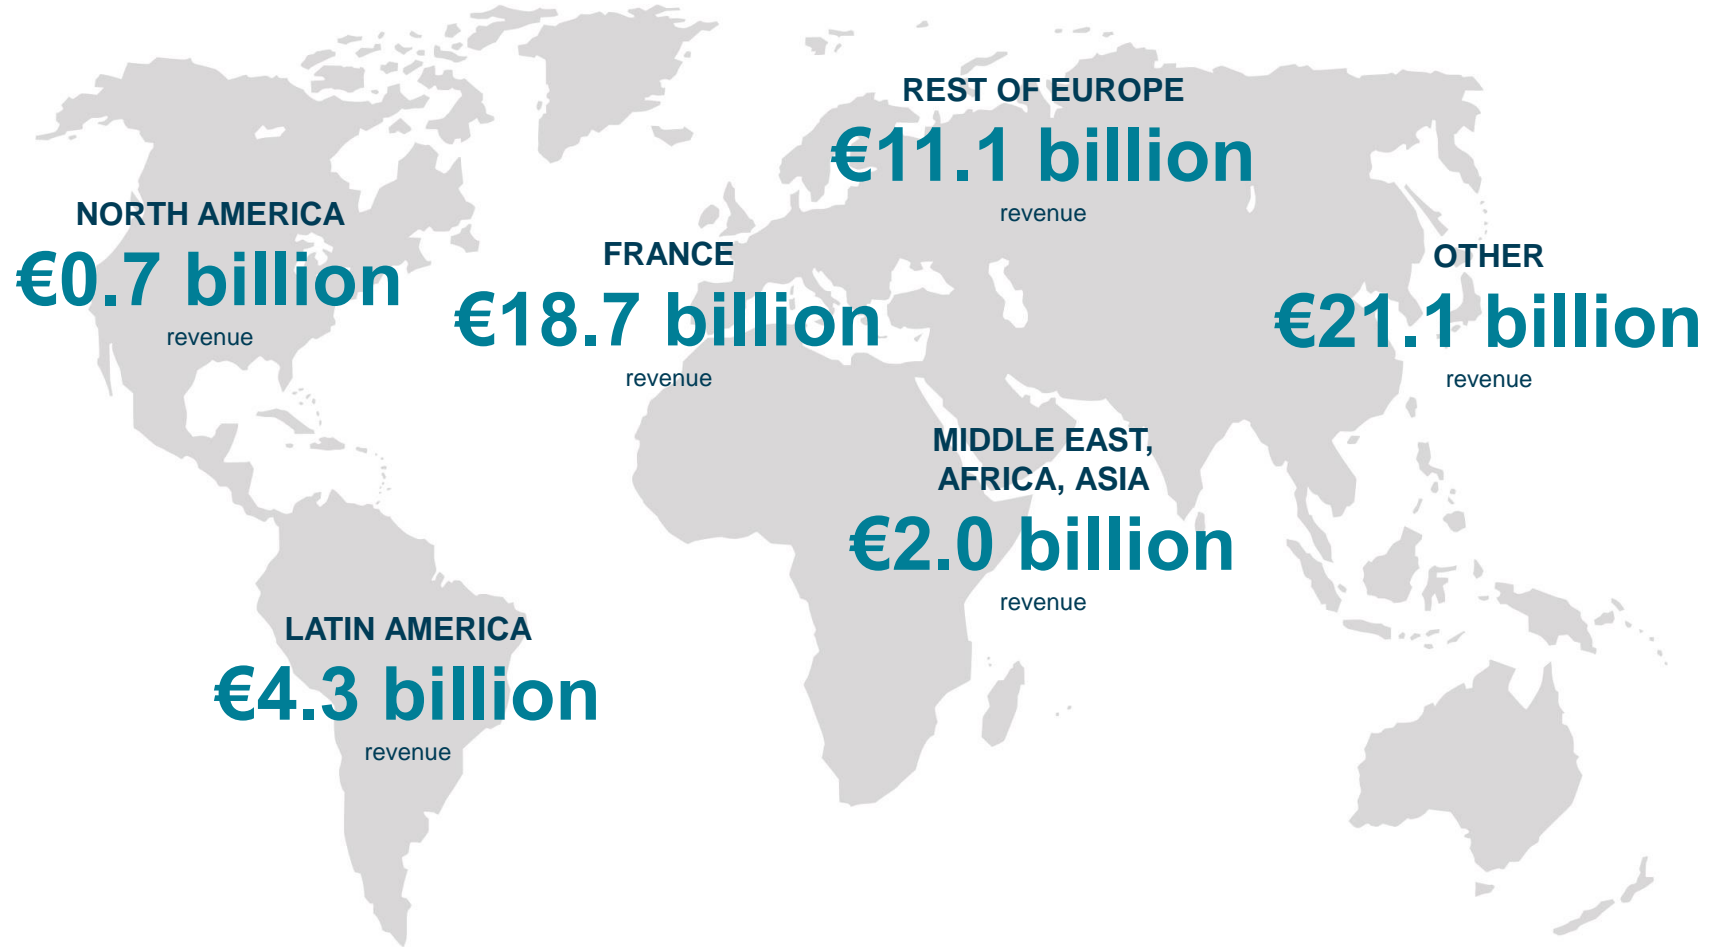 REST OF EUROPE
€11.1 billion
revenue
NORTH AMERICA
€0.7 billion
revenue
FRANCE
€18.7 billion
revenue
OTHER
€21.1 billion
revenue
MIDDLE EAST,
AFRICA, ASIA
€2.0 billion
revenue
LATIN AMERICA
€4.3 billion
revenue